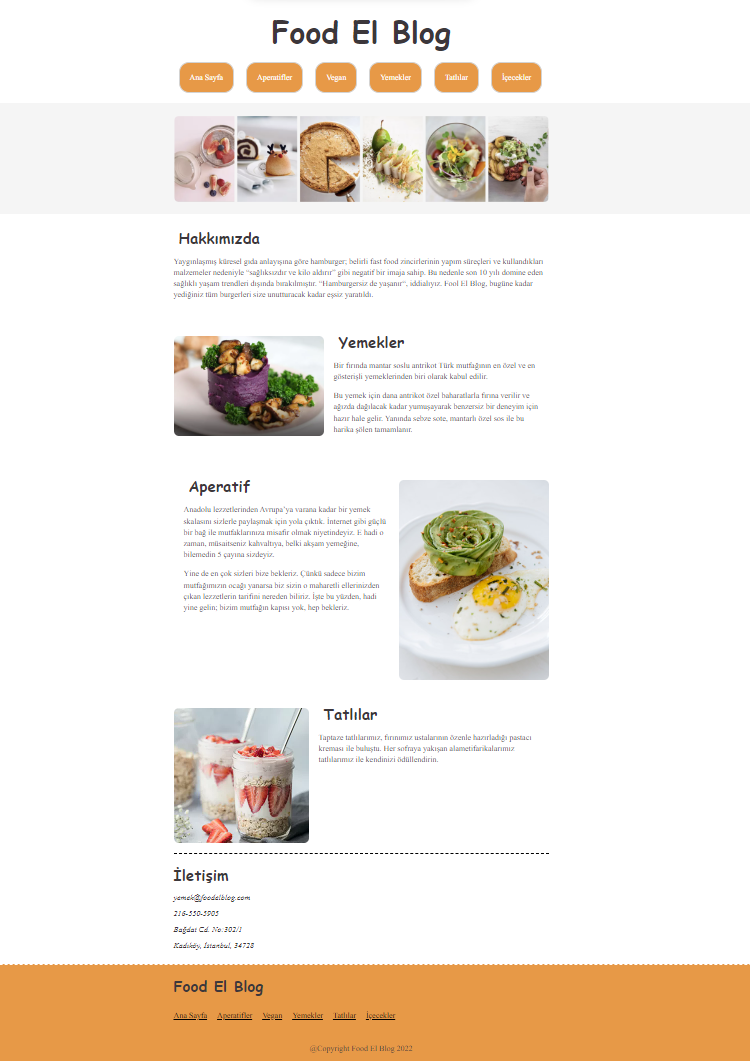 Food El Blog
Ana Sayfa Aperatifler Vegan Yemekler Tatlılar İçecekler
Hakkımızda
Yaygınlaşmış küresel gıda anlayışına göre hamburger; belirli fast food zincirlerinin yapım süreçleri ve kullandıkları
malzemeler nedeniyle “sağlıksızdır ve kilo aldırır” gibi negatif bir imaja sahip. Bu nedenle son 10 yılı domine eden
sağlıklı yaşam trendleri dışında bırakılmıştır. “Hamburgersiz de yaşanır“, iddialıyız. Fool El Blog, bugüne kadar
yediğiniz tüm burgerleri size unutturacak kadar eşsiz yaratıldı.
Yemekler
Bir fırında mantar soslu antrikot Türk mutfağının en özel ve en
gösterişli yemeklerinden biri olarak kabul edilir.
Bu yemek için dana antrikot özel baharatlarla fırına verilir ve
ağızda dağılacak kadar yumuşayarak benzersiz bir deneyim için
hazır hale gelir. Yanında sebze sote, mantarlı özel sos ile bu
harika şölen tamamlanır.
Aperatif
Anadolu lezzetlerinden Avrupa’ya varana kadar bir yemek
skalasını sizlerle paylaşmak için yola çıktık. İnternet gibi güçlü
bir bağ ile mutfaklarınıza misafir olmak niyetindeyiz. E hadi o
zaman, müsaitseniz kahvaltıya, belki akşam yemeğine,
bilemedin 5 çayına sizdeyiz.
Yine de en çok sizleri bize bekleriz. Çünkü sadece bizim
mutfağımızın ocağı yanarsa biz sizin o maharetli ellerinizden
çıkan lezzetlerin tarifini nereden biliriz. İşte bu yüzden, hadi
yine gelin; bizim mutfağın kapısı yok, hep bekleriz.
Tatlılar
Taptaze tatlılarımız, fırınımız ustalarının özenle hazırladığı pastacı
kreması ile buluştu. Her sofraya yakışan alametifarikalarımız
tatlılarımız ile kendinizi ödüllendirin.
İletişim
yemek@foodelblog.com
216-550-5905
Bağdat Cd. No:302/1
Kadıköy, İstanbul, 34728
Food El Blog
Ana Sayfa Aperatifler Vegan Yemekler Tatlılar İçecekler
@Copyright Food El Blog 2022